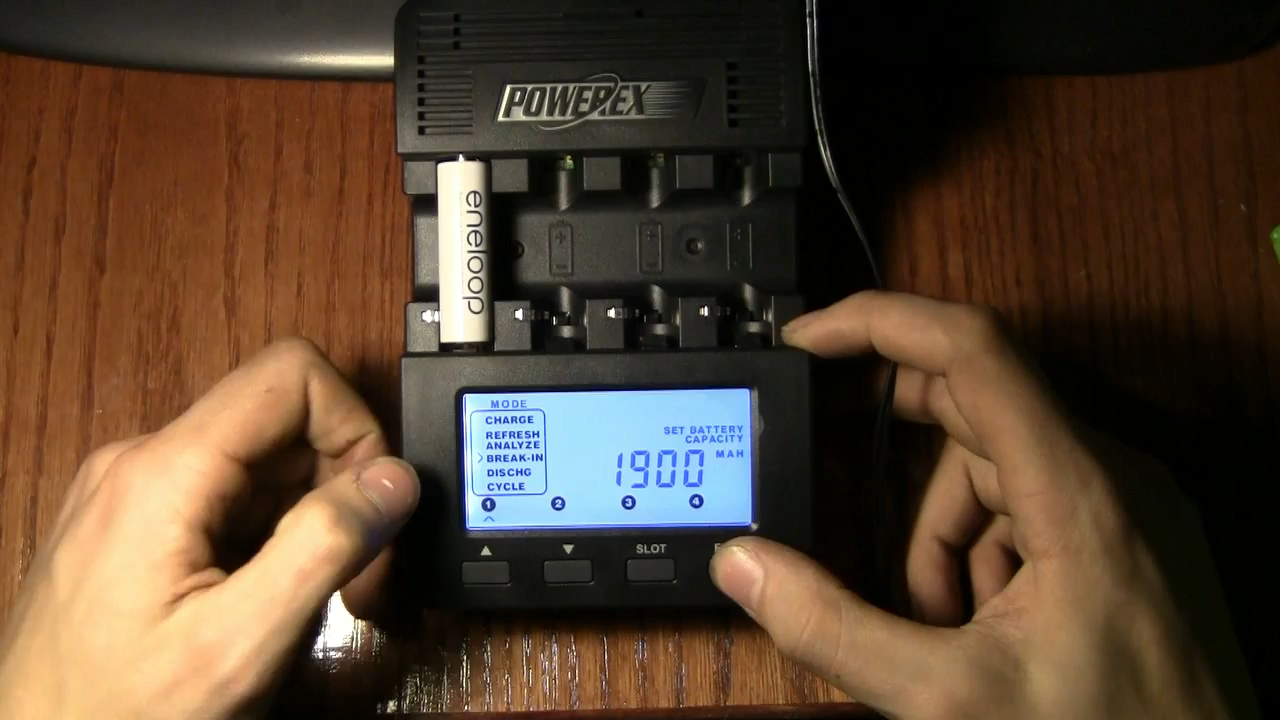 POWEREX
eneloop
MODE
CHARGE
REFRESH
ANALYZE
> BREAK-IN
DISCHG
CYCLE
SET BATTERY
CAPACITY
1900 MAH
1 2 3 4
^
▲ ▼ SLOT